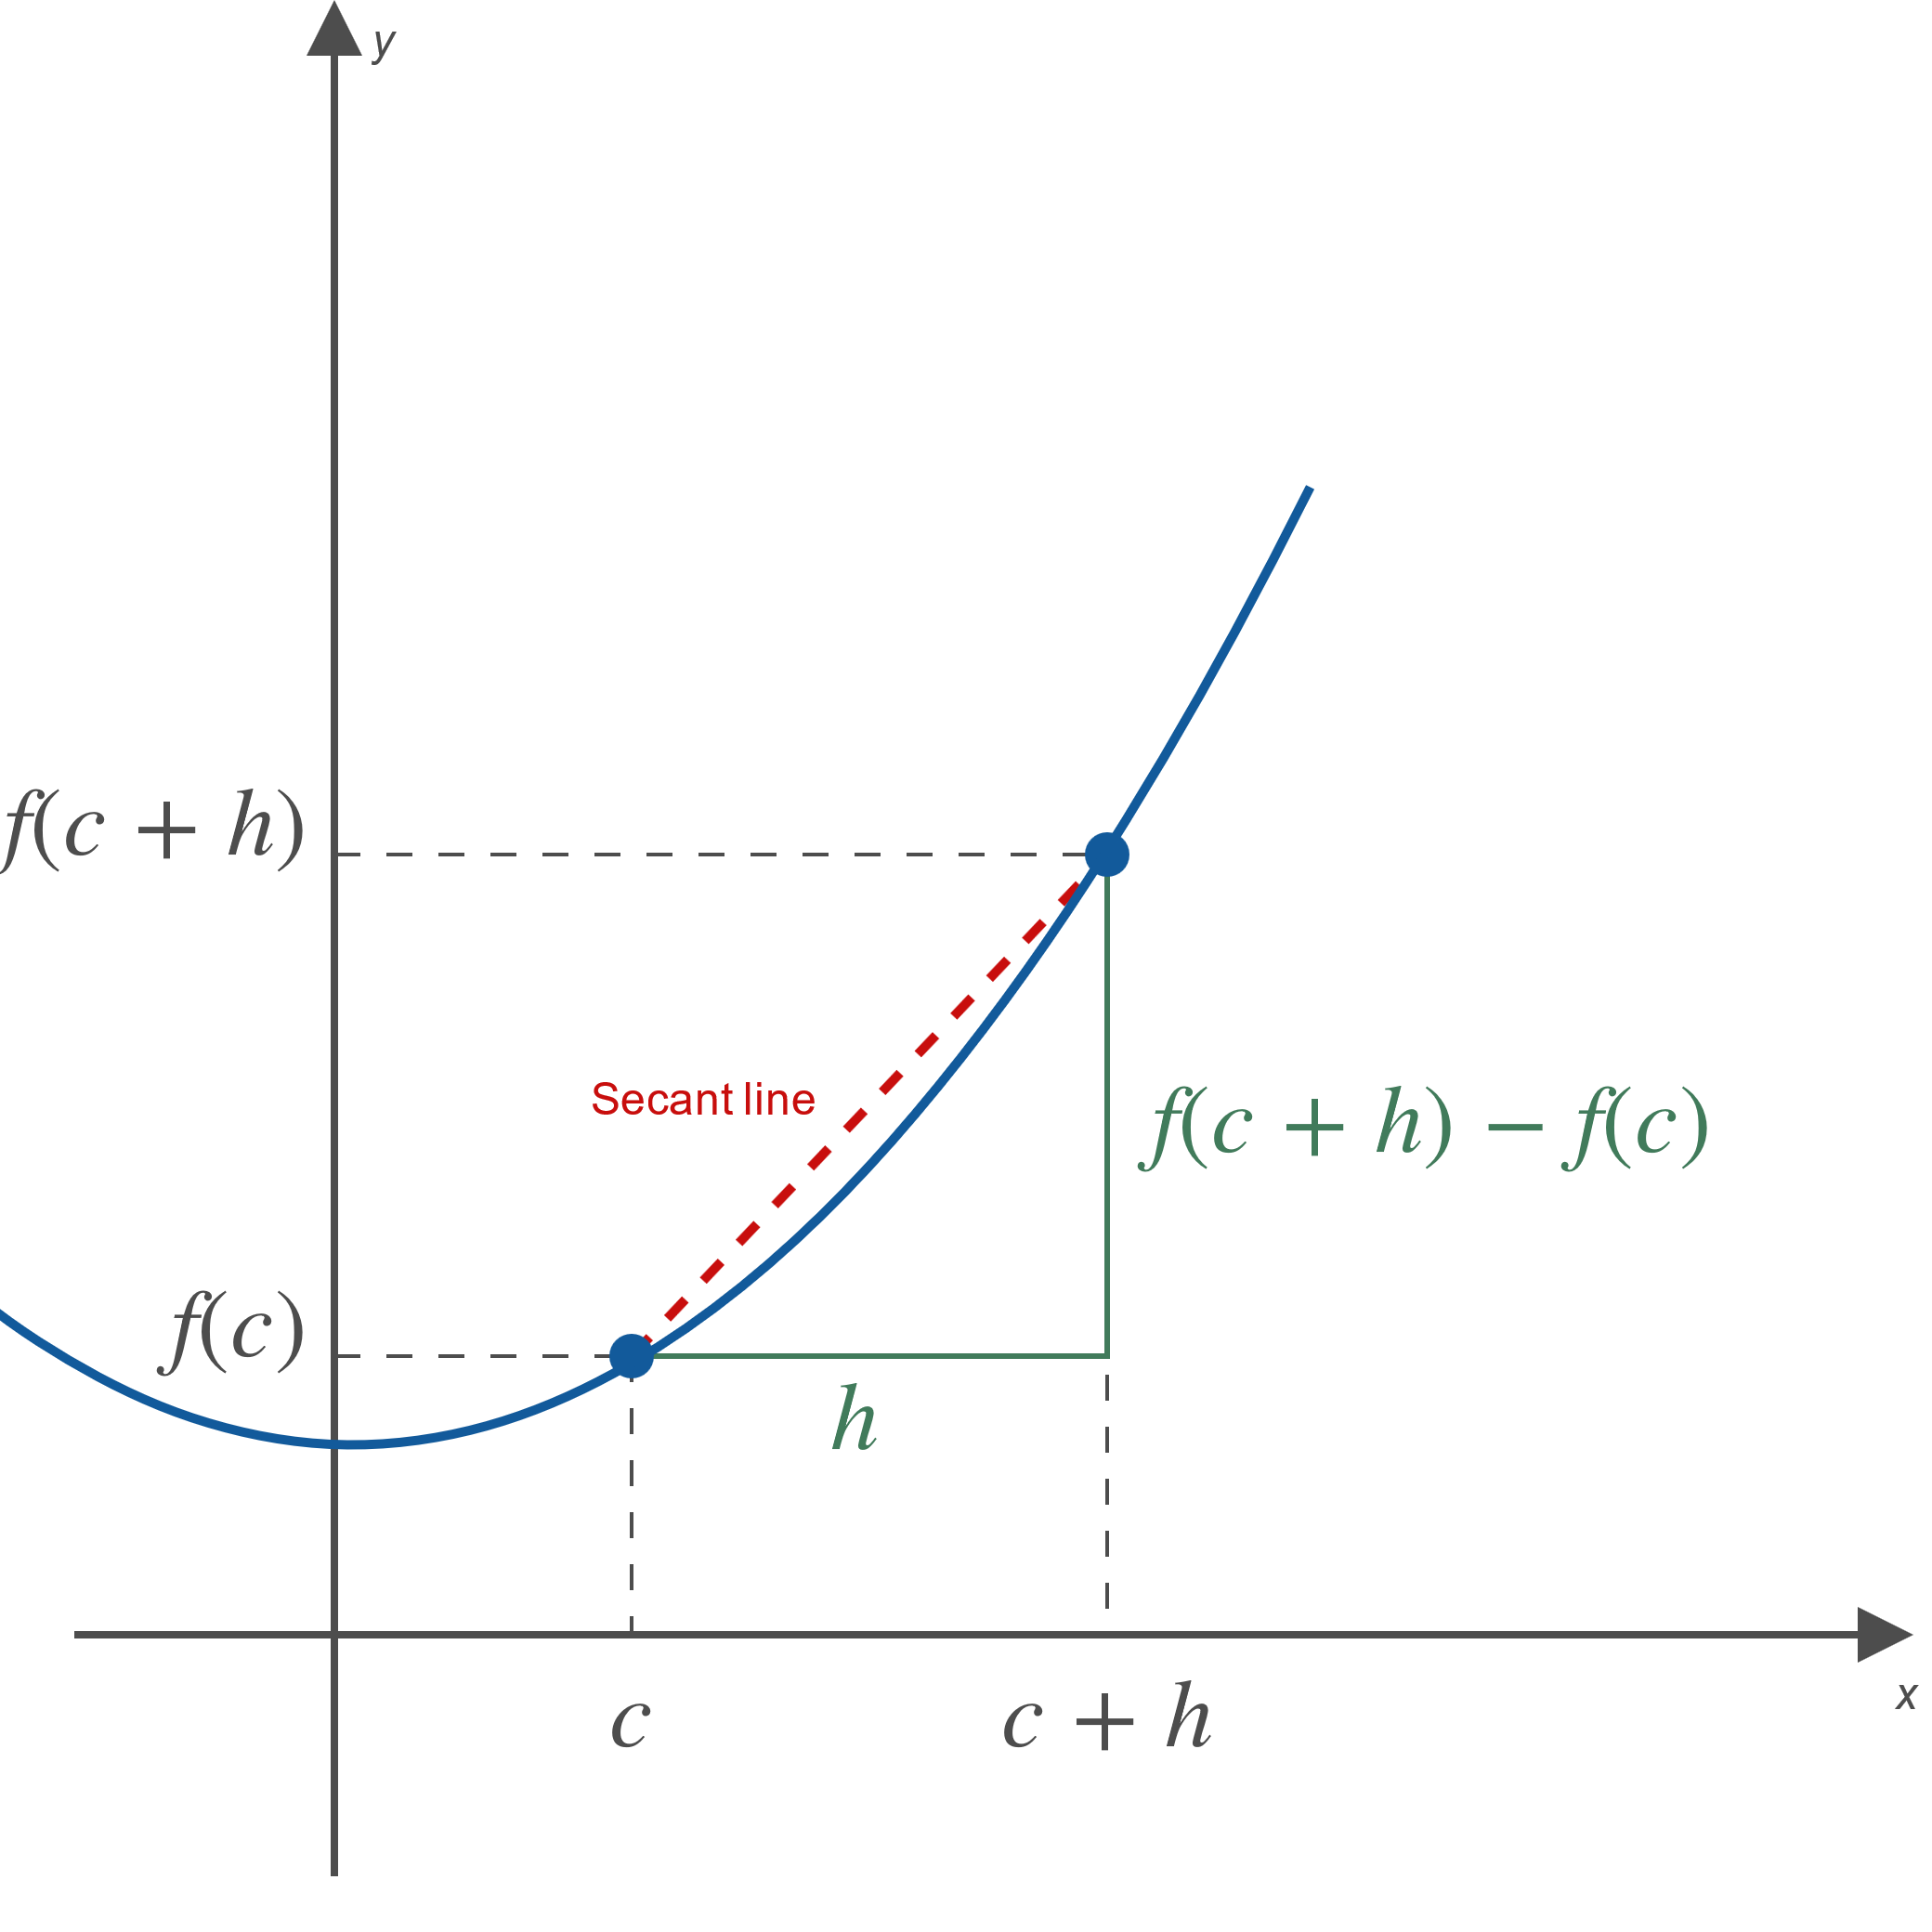 y
f(c + h)
Secant line
f(c + h) − f(c)
f(c)
h
x
c
c + h